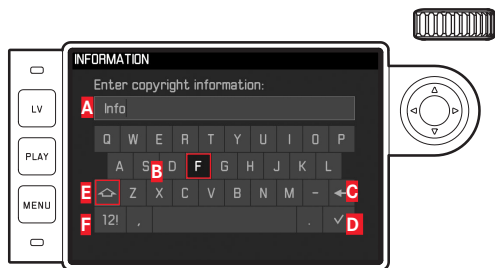 INFORMATION
Enter copyright information:
A Info
LV
Q W E R T Y U I O P
PLAY
A S B D F G H J K L
MENU
E Z X C V B N M - C
F 12! , . D